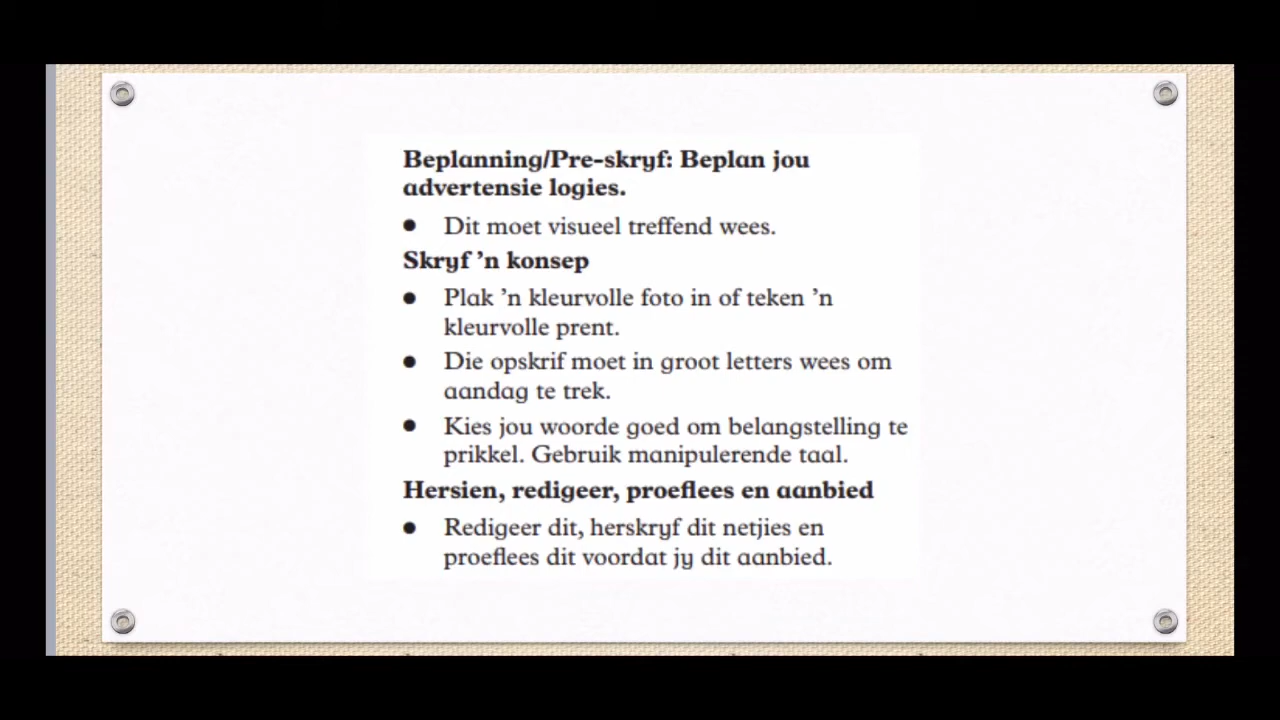 Beplanning/Pre-skryf: Beplan jou
advertensie logies.
● Dit moet visueel treffend wees.
Skryf ’n konsep
● Plak ’n kleurvolle foto in of teken ’n
kleurvolle prent.
● Die opskrif moet in groot letters wees om
aandag te trek.
● Kies jou woorde goed om belangstelling te
prikkel. Gebruik manipulerende taal.
Hersien, redigeer, proeflees en aanbied
● Redigeer dit, herskryf dit netjies en
proeflees dit voordat jy dit aanbied.